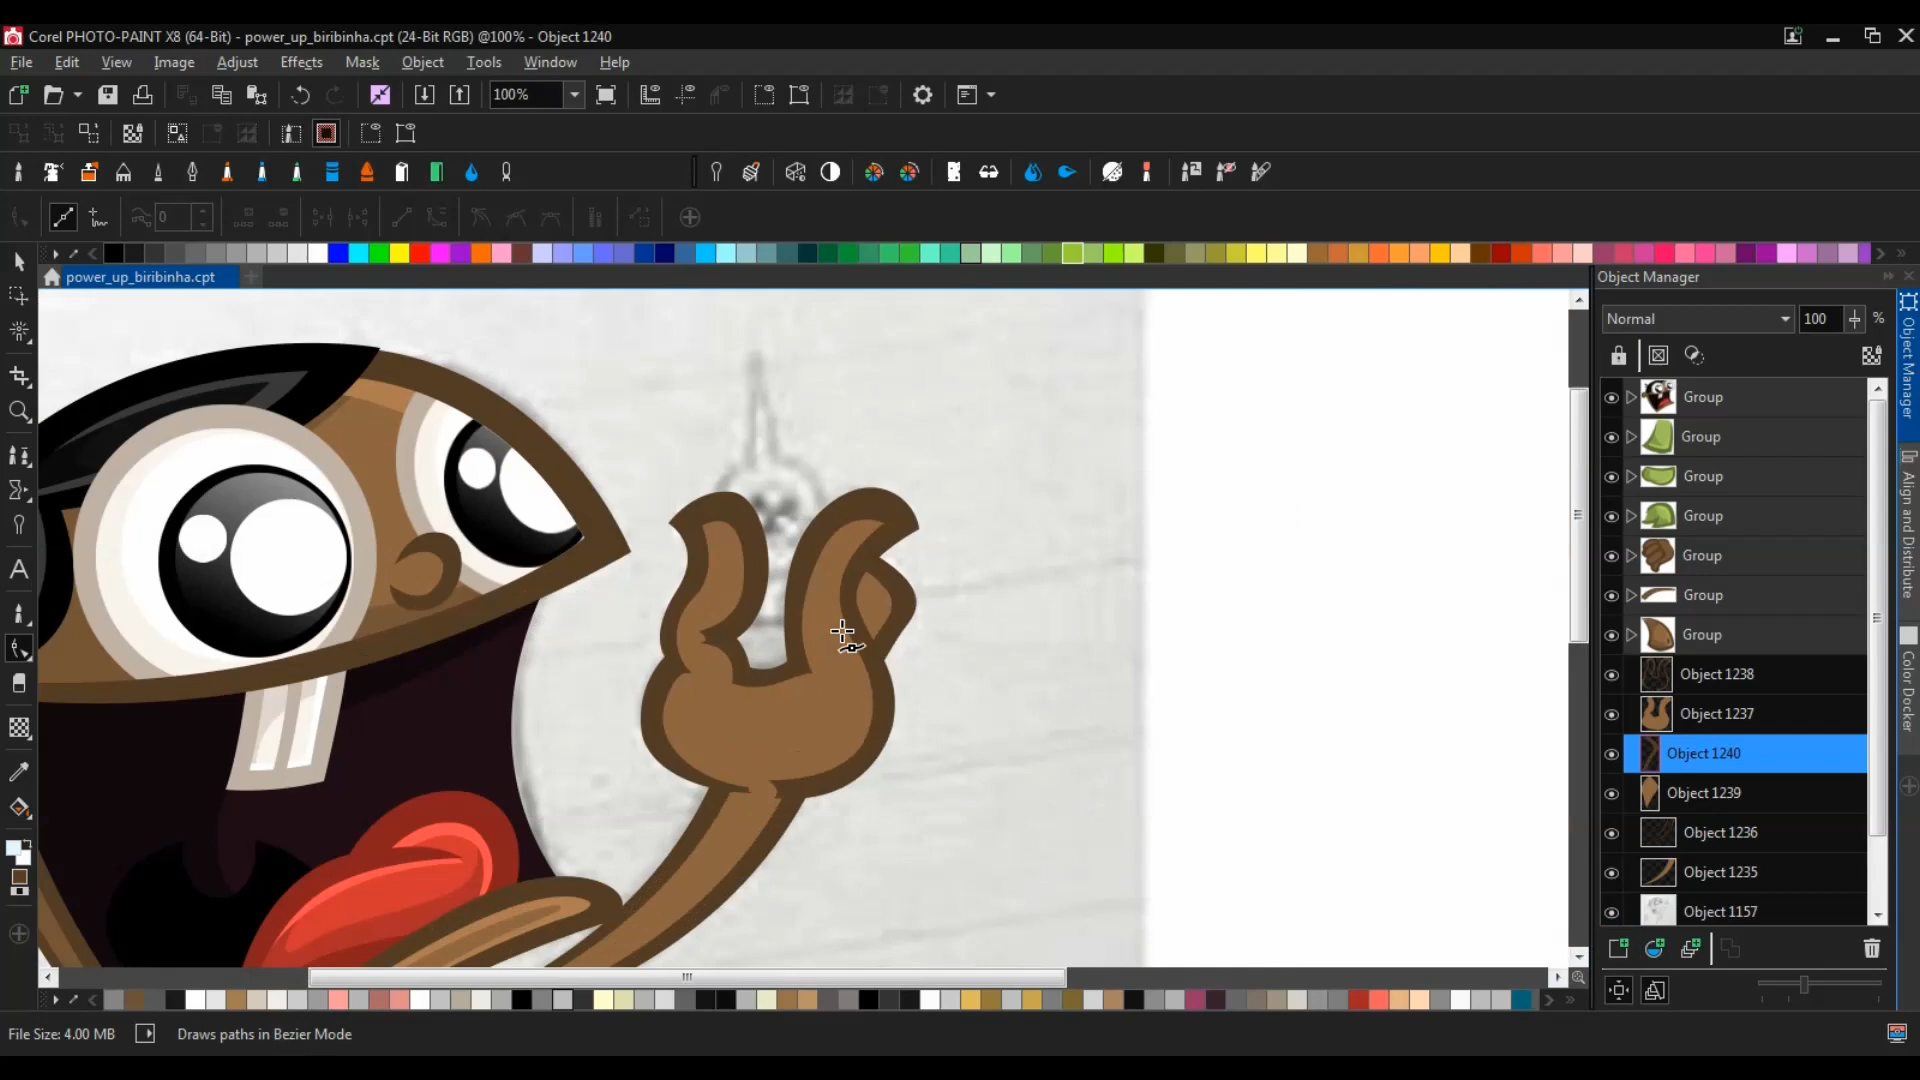 Corel PHOTO-PAINT X8 (64-Bit) - power_up_biribinha.cpt (24-Bit RGB) @100% - Object 1240
File Edit View Image Adjust Effects Mask Object Tools Window Help
100%
0
power_up_biribinha.cpt
Object Manager
Normal 100 %
Group
Group
Group
Group
Group
Group
Group
Object 1238
Object 1237
Object 1240
Object 1239
Object 1236
Object 1235
Object 1157
Object Manager
Align and Distribute
Color Docker
File Size: 4.00 MB Draws paths in Bezier Mode